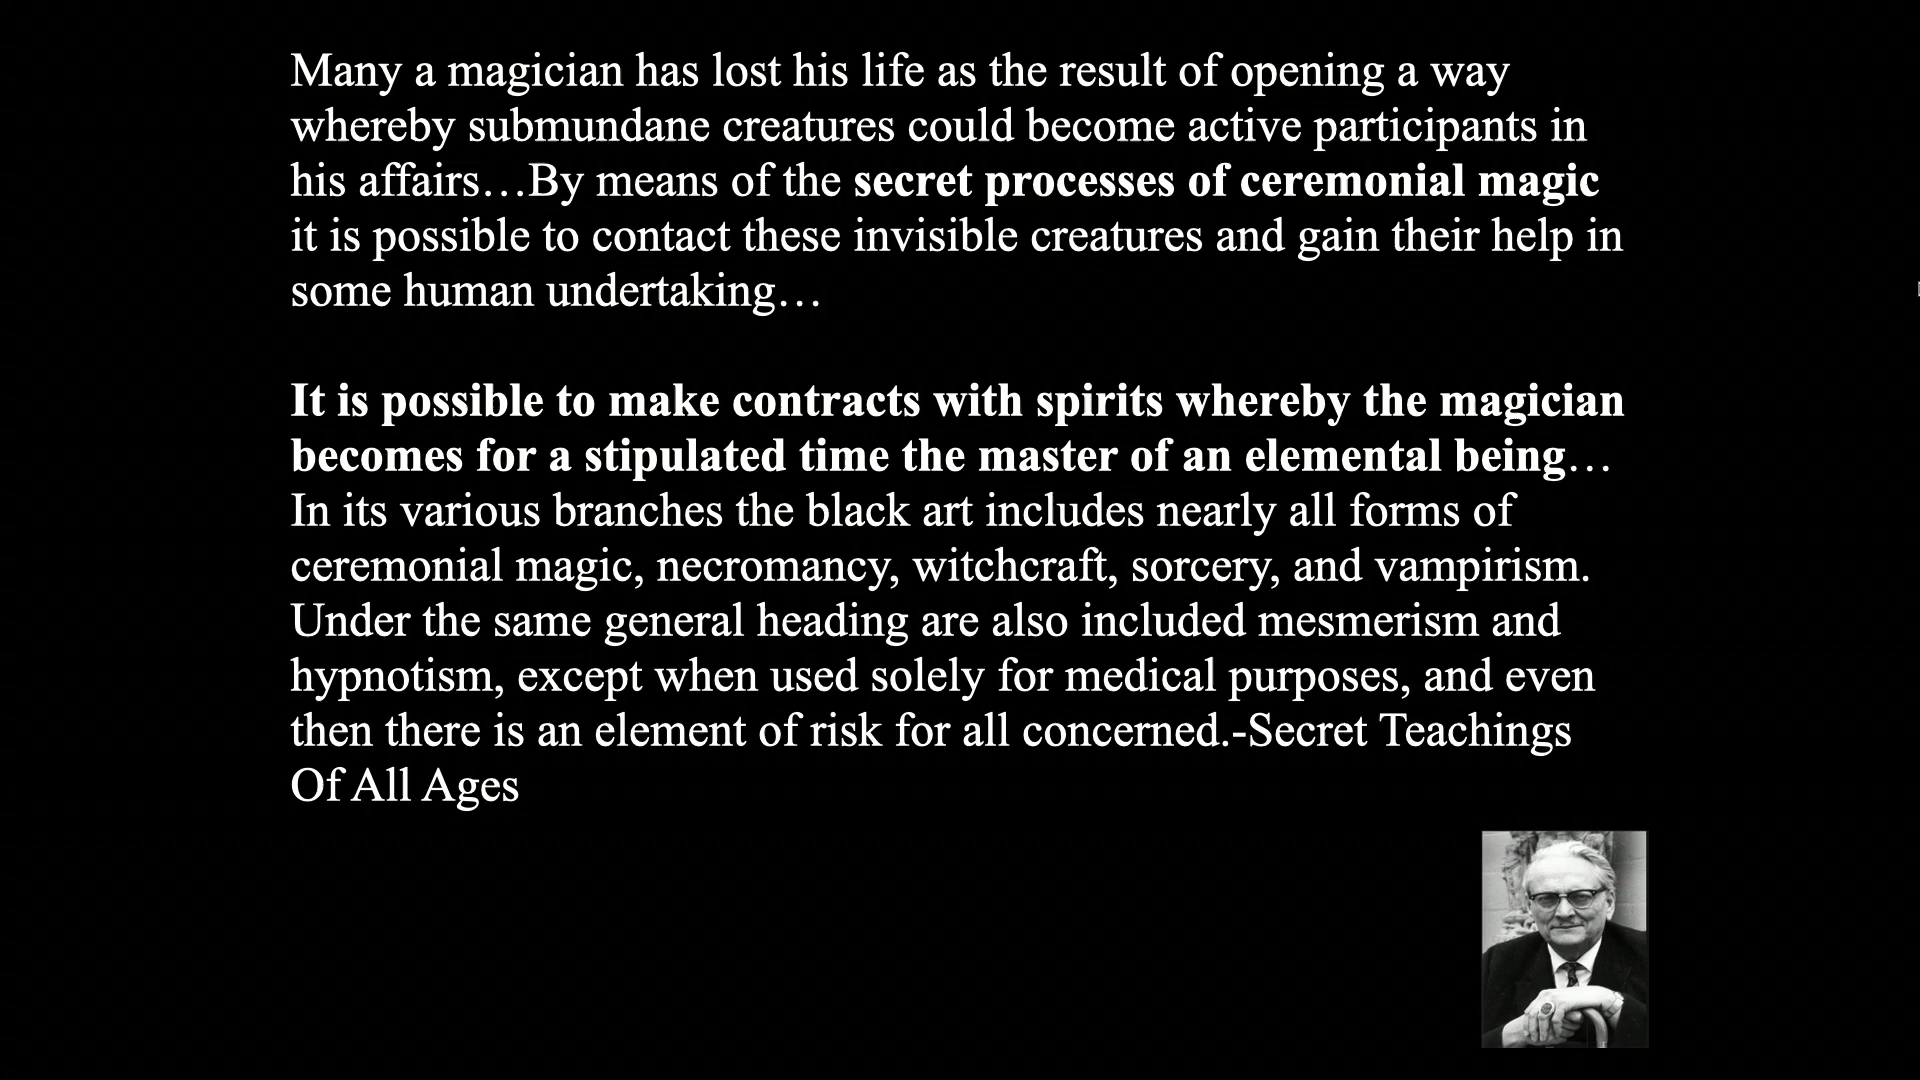 Many a magician has lost his life as the result of opening a way
whereby submundane creatures could become active participants in
his affairs…By means of the secret processes of ceremonial magic
it is possible to contact these invisible creatures and gain their help in
some human undertaking…
It is possible to make contracts with spirits whereby the magician
becomes for a stipulated time the master of an elemental being…
In its various branches the black art includes nearly all forms of
ceremonial magic, necromancy, witchcraft, sorcery, and vampirism.
Under the same general heading are also included mesmerism and
hypnotism, except when used solely for medical purposes, and even
then there is an element of risk for all concerned.-Secret Teachings
Of All Ages